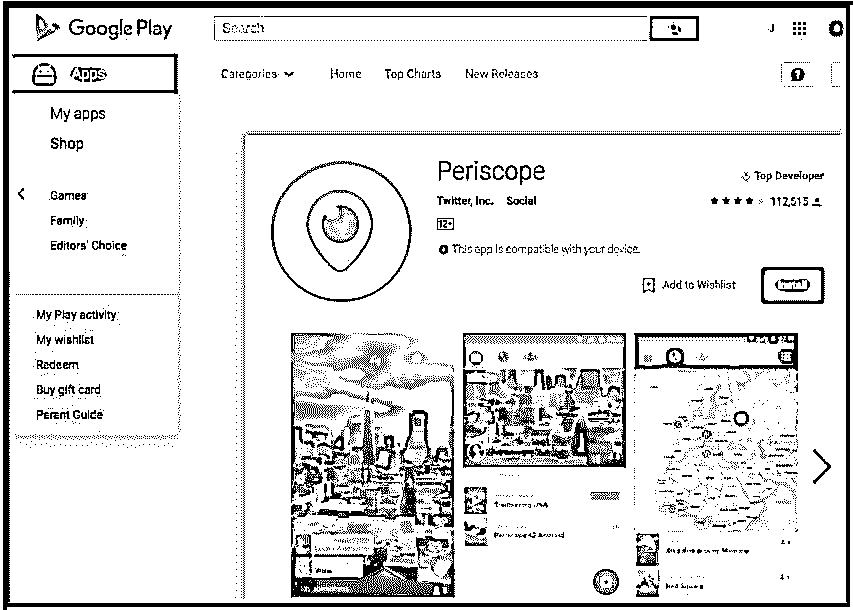 Google Play
Search
J
Apps
Categories Home Top Charts New Releases
My apps
Shop
Games
Family
Editors' Choice
My Play activity
My wishlist
Redeem
Buy gift card
Parent Guide
Periscope
Top Developer
Twitter, Inc. Social
112,515
12+
This app is compatible with your device.
Add to Wishlist
Install